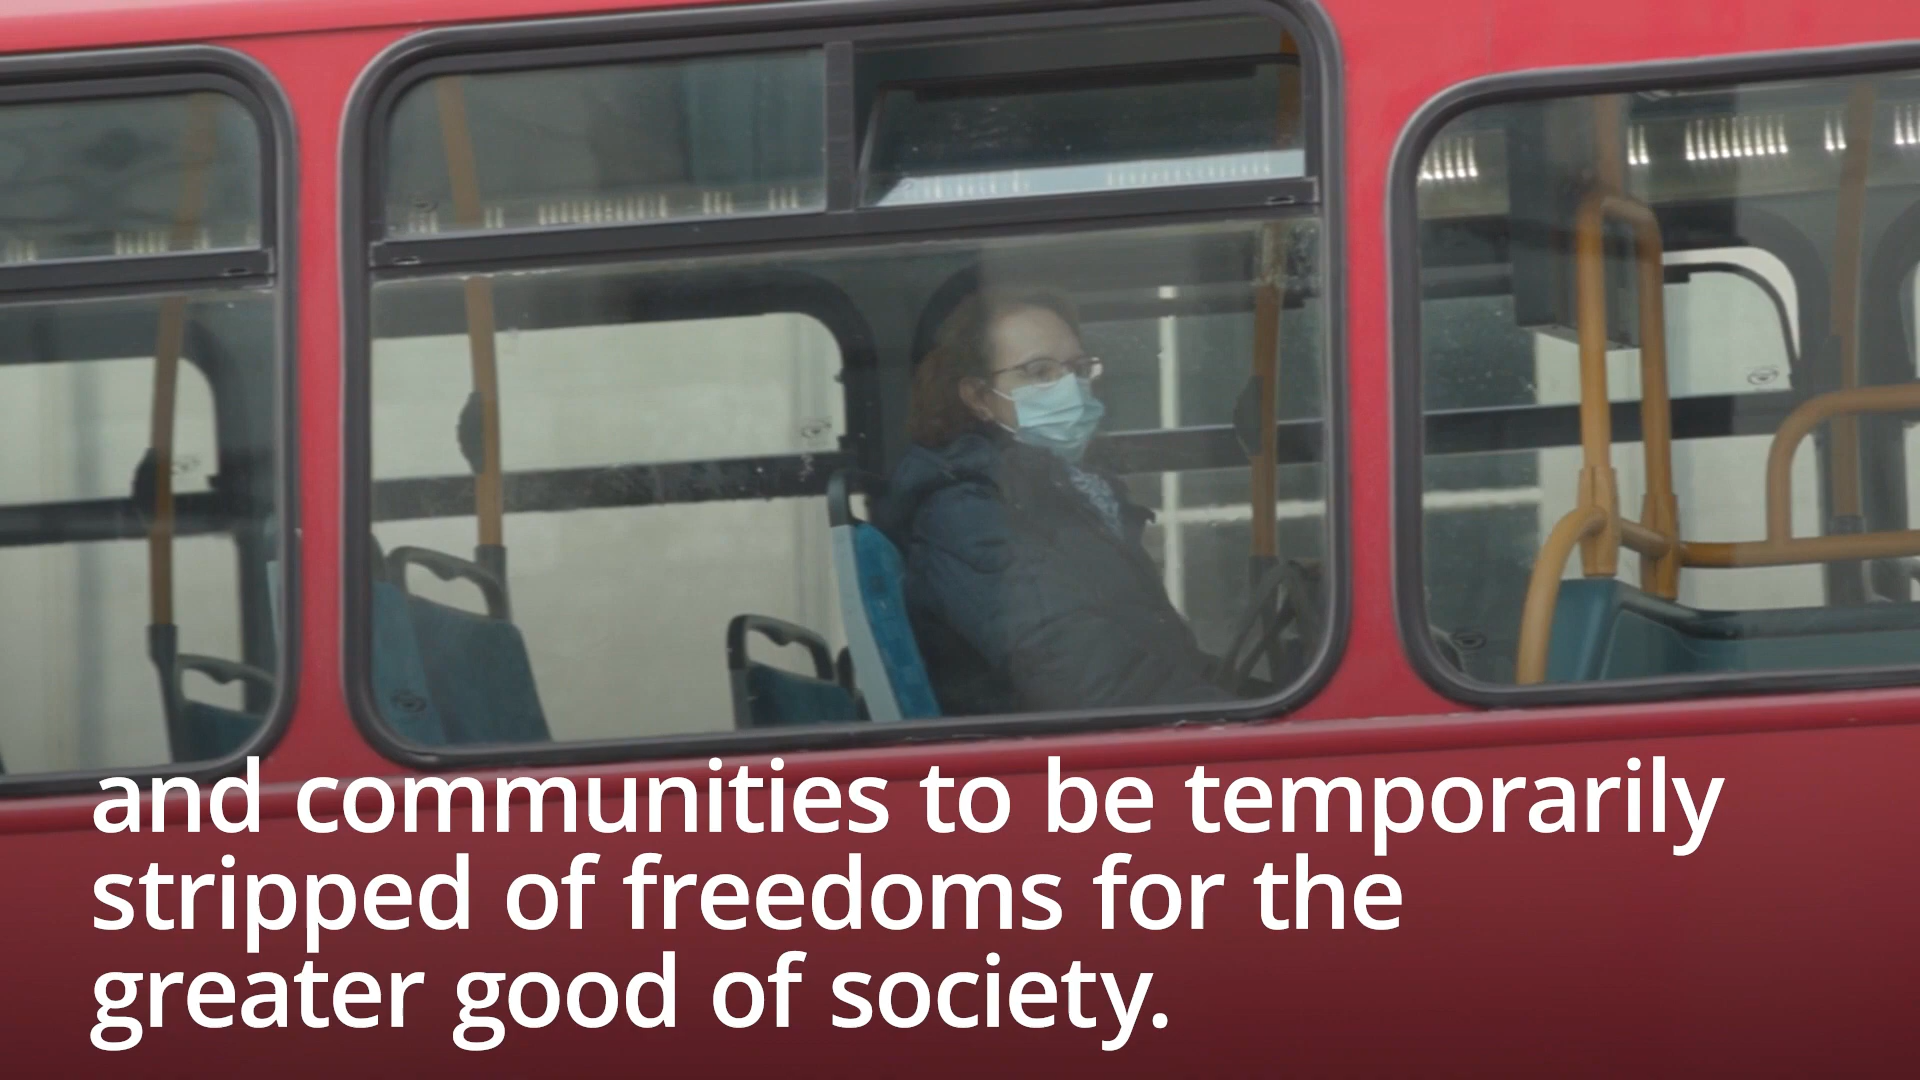 and communities to be temporarily
stripped of freedoms for the
greater good of society.